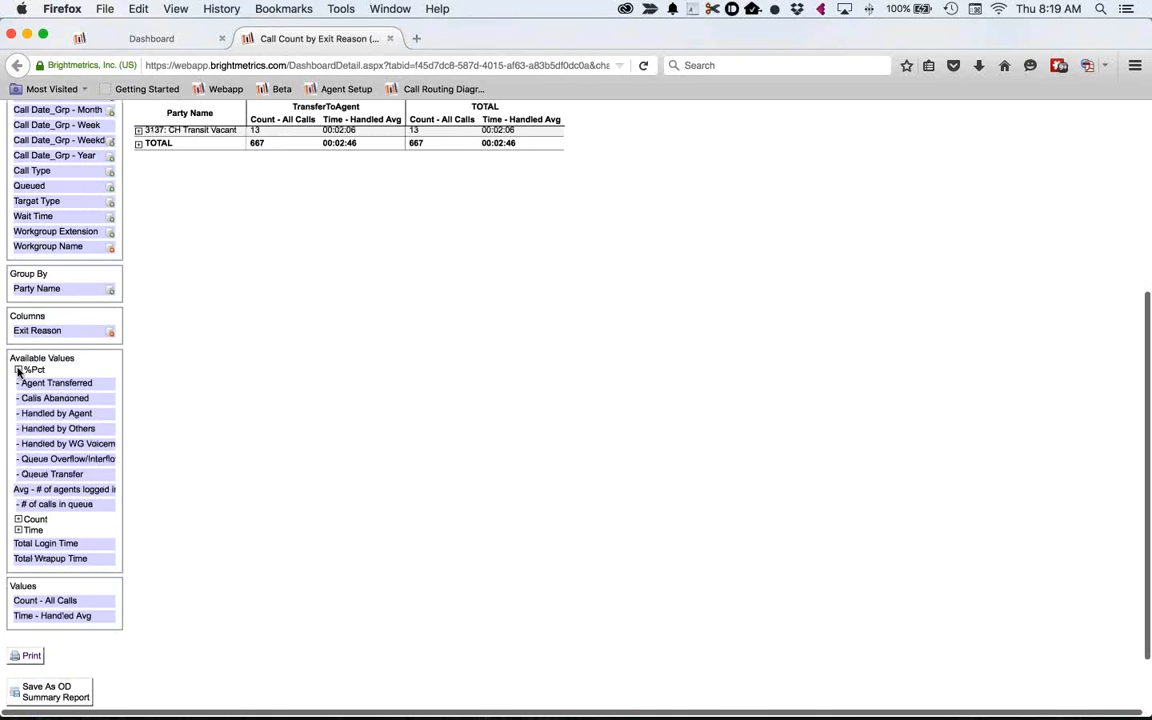 Firefox File Edit View History Bookmarks Tools Window Help 100% Thu 8:19 AM
Dashboard × Call Count by Exit Reason (... × +
Brightmetrics, Inc. (US) https://webapp.brightmetrics.com/DashboardDetail.aspx?tabid=f45d7dc8-587d-4015-af63-a83b5df0dc0a&cha Search
Most Visited Getting Started Webapp Beta Agent Setup Call Routing Diagr...
Call Date_Grp - Month
Call Date_Grp - Week
Call Date_Grp - Weekd
Call Date_Grp - Year
Call Type
Queued
Target Type
Wait Time
Workgroup Extension
Workgroup Name
Group By
Party Name
Columns
Exit Reason
Available Values
%Pct
- Agent Transferred
- Calls Abandoned
- Handled by Agent
- Handled by Others
- Handled by WG Voicem
- Queue Overflow/Interflo
- Queue Transfer
Avg - # of agents logged i
- # of calls in queue
Count
Time
Total Login Time
Total Wrapup Time
Values
Count - All Calls
Time - Handled Avg
Print
Save As OD
Summary Report
Party Name TransferToAgent TOTAL
Count - All Calls Time - Handled Avg Count - All Calls Time - Handled Avg
3137: CH Transit Vacant 13 00:02:06 13 00:02:06
TOTAL 667 00:02:46 667 00:02:46